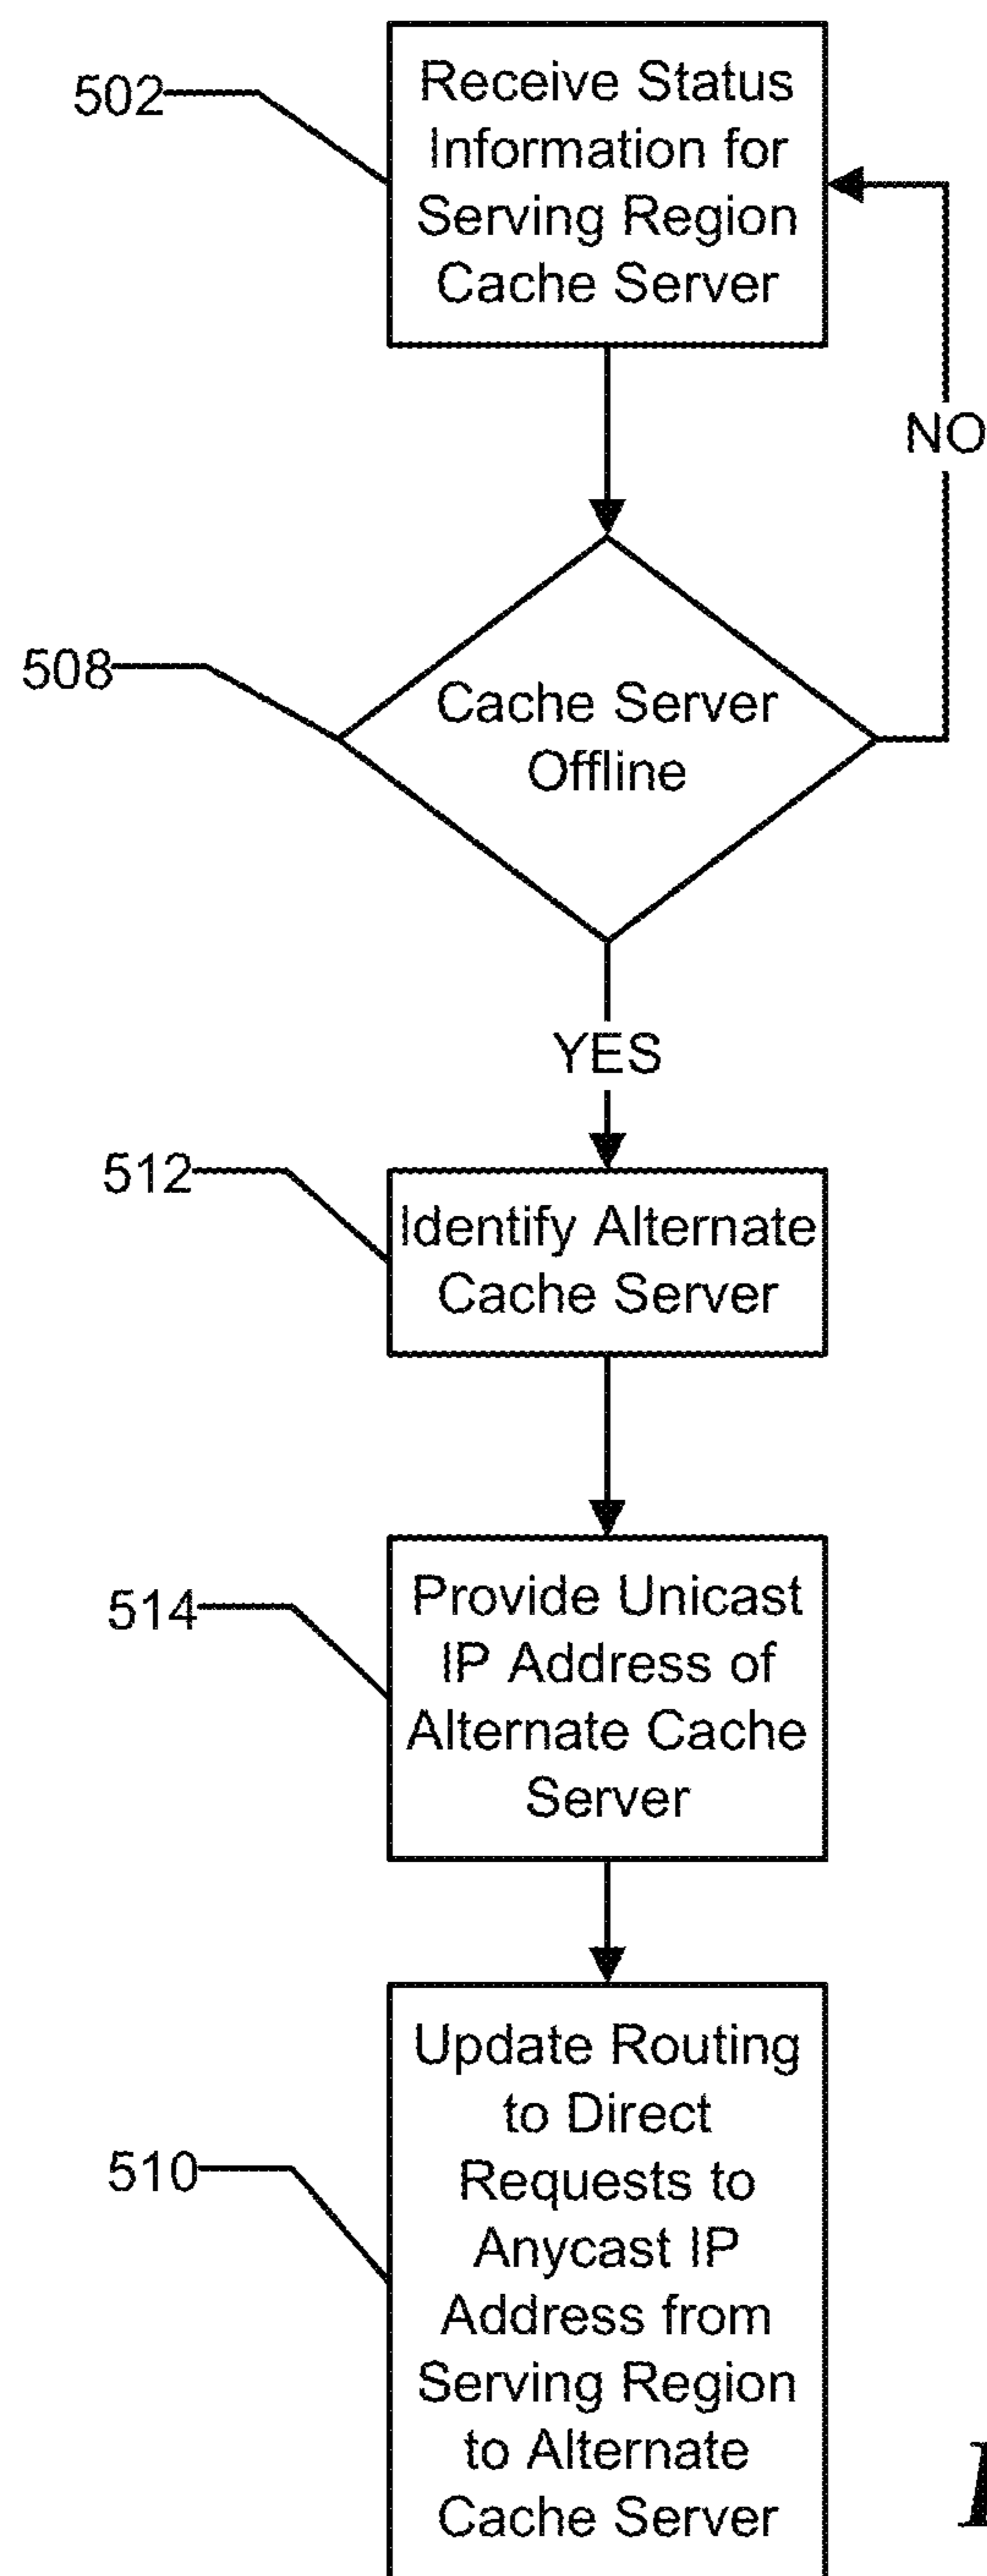 502
Receive Status
Information for
Serving Region
Cache Server
NO
508
Cache Server
Offline
YES
512
Identify Alternate
Cache Server
514
Provide Unicast
IP Address of
Alternate Cache
Server
510
Update Routing
to Direct
Requests to
Anycast IP
Address from
Serving Region
to Alternate
Cache Server